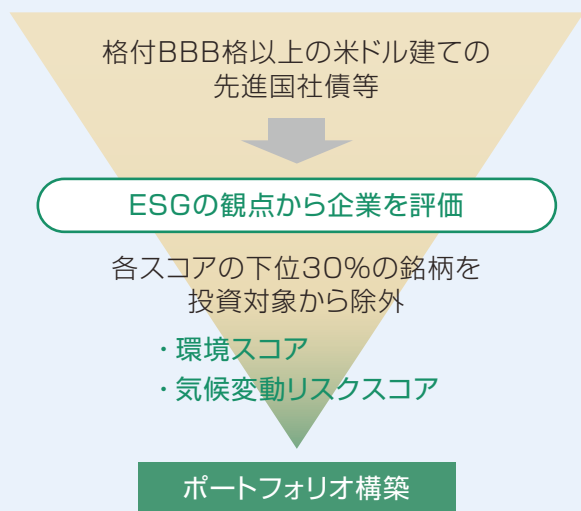 格付BBB格以上の米ドル建ての
先進国社債等
ESGの観点から企業を評価
各スコアの下位30%の銘柄を
投資対象から除外
・環境スコア
・気候変動リスクスコア
ポートフォリオ構築